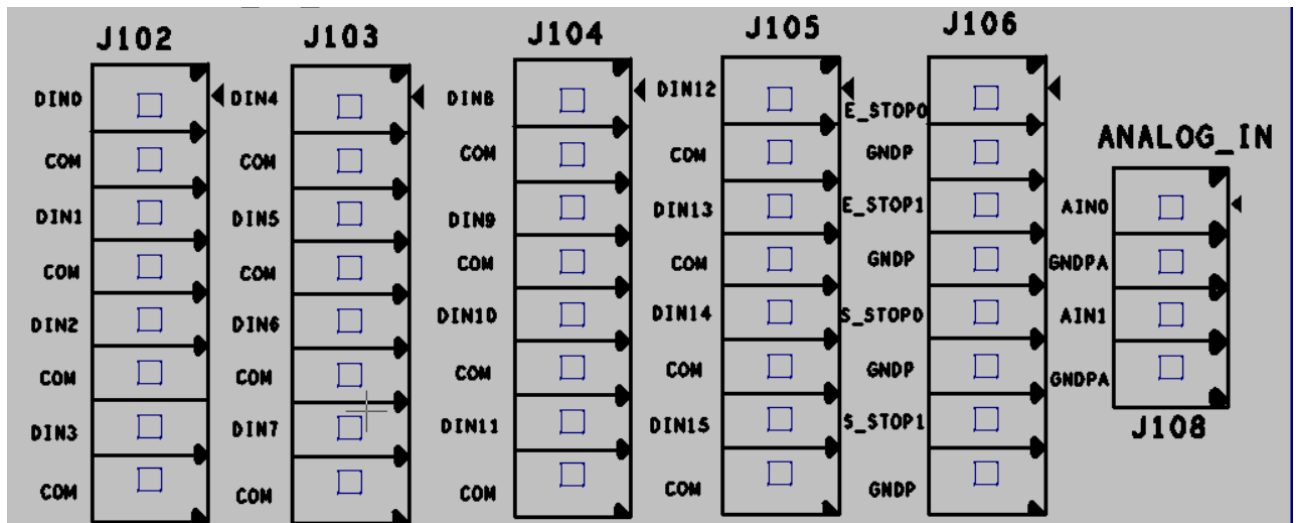 J102
DIN0
COM
DIN1
COM
DIN2
COM
DIN3
COM
J103
DIN4
COM
DIN5
COM
DIN6
COM
DIN7
COM
J104
DIN8
COM
DIN9
COM
DIN10
COM
DIN11
COM
J105
DIN12
COM
DIN13
COM
DIN14
COM
DIN15
COM
J106
E_STOP0
GNDP
E_STOP1
GNDP
S_STOP0
GNDP
S_STOP1
GNDP
ANALOG_IN
AIN0
GNDPA
AIN1
GNDPA
J108